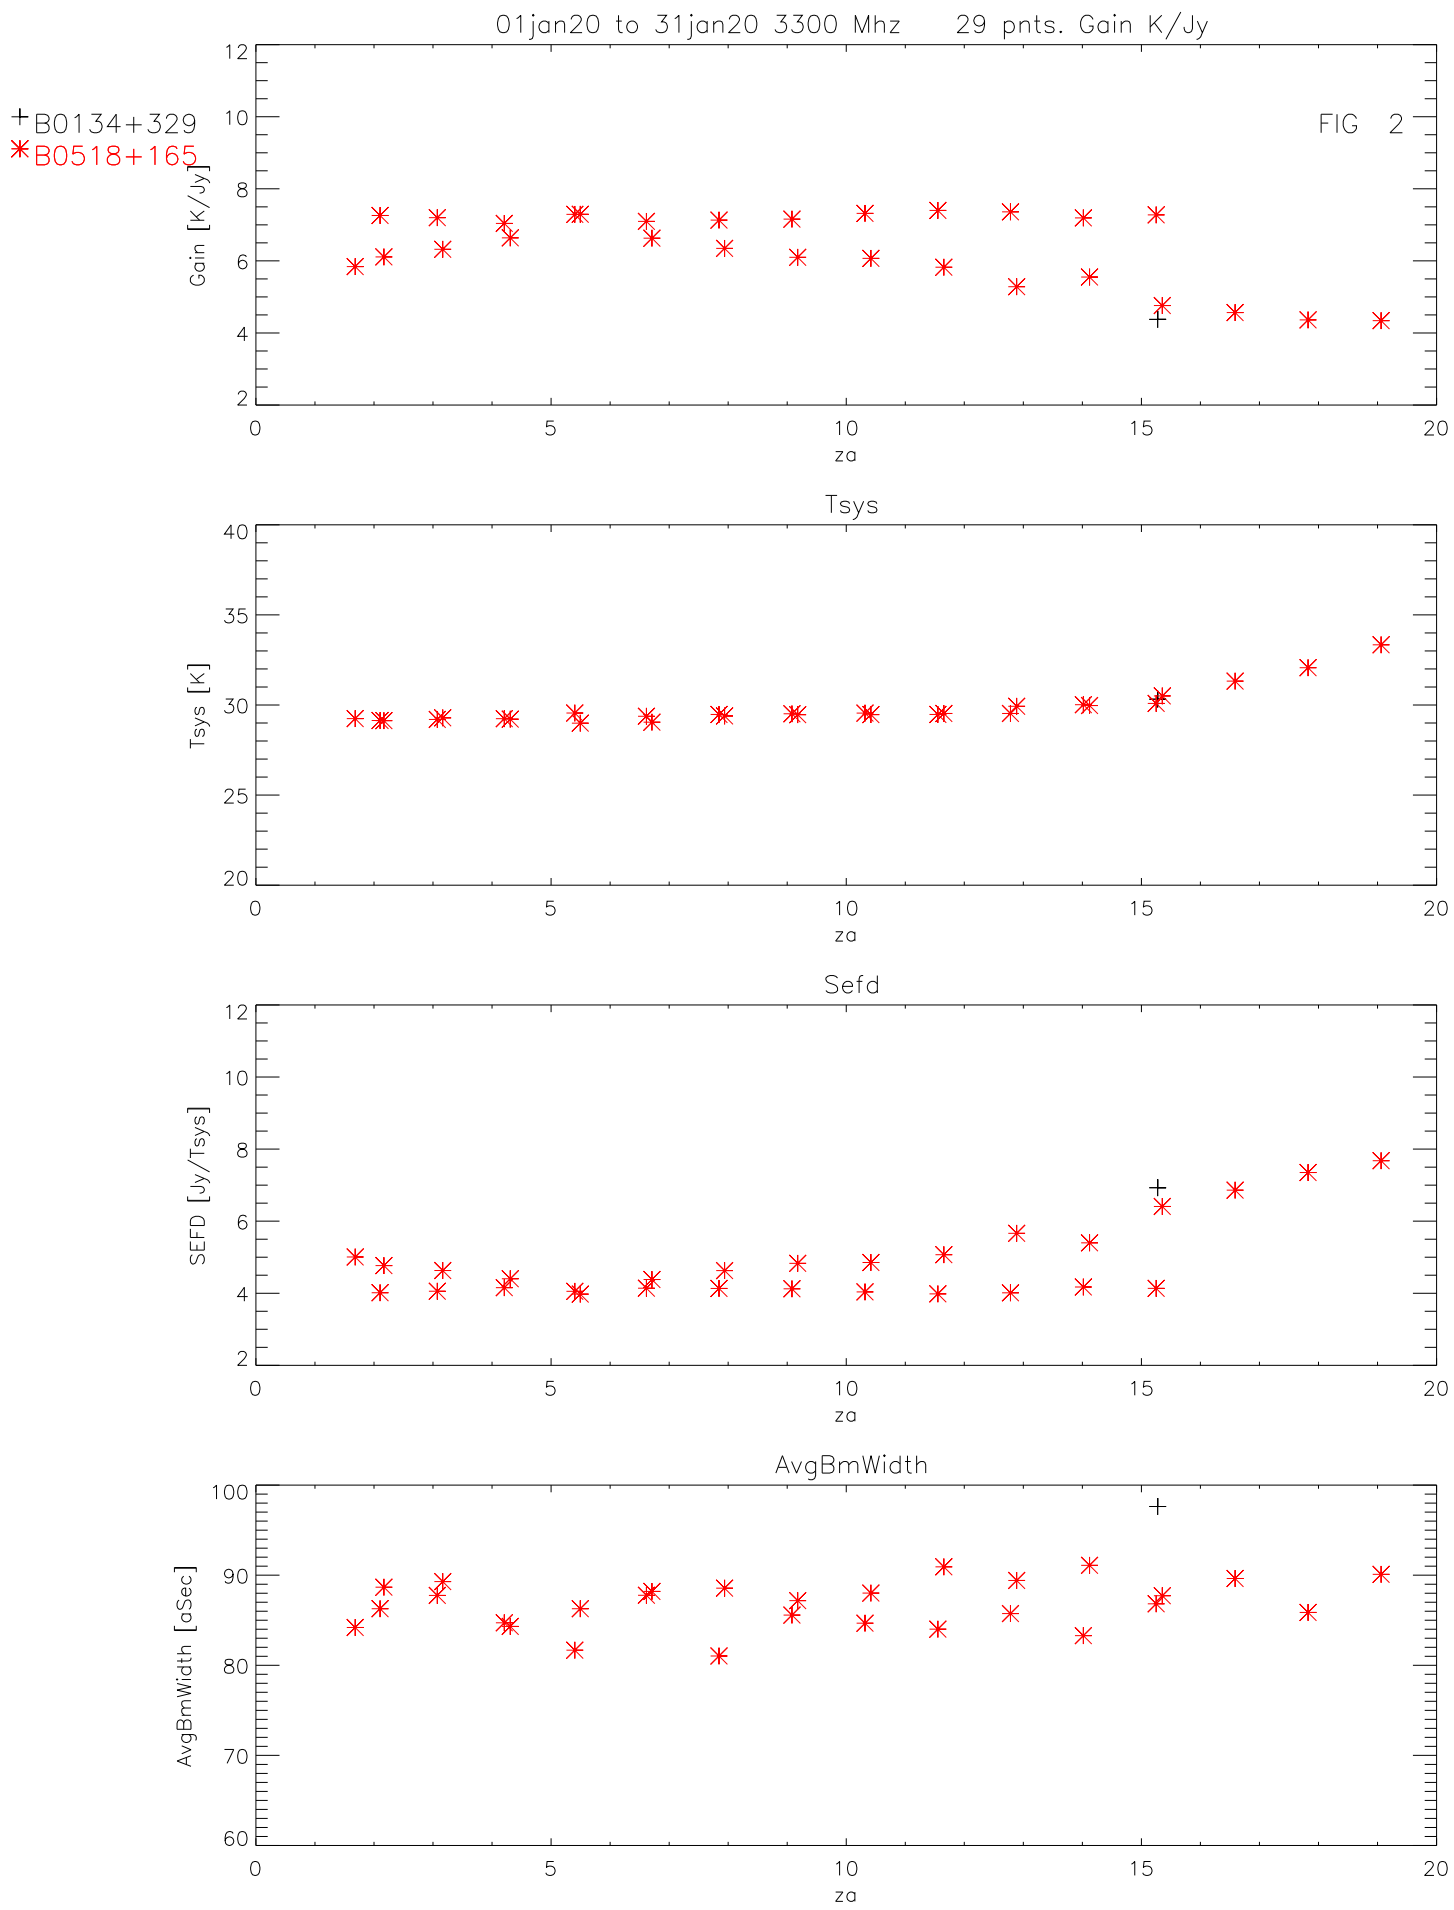 01jan20 to 31jan20 3300 Mhz 29 pnts. Gain K/Jy
+ B0134+329
* B0518+165
FIG 2
Gain [K/Jy]
12
10
8
6
4
2
0 5 10 15 20
za
Tsys
Tsys [K]
40
35
30
25
20
0 5 10 15 20
za
Sefd
SEFD [Jy/Tsys]
12
10
8
6
4
2
0 5 10 15 20
za
AvgBmWidth
AvgBmWidth [aSec]
100
90
80
70
60
0 5 10 15 20
za